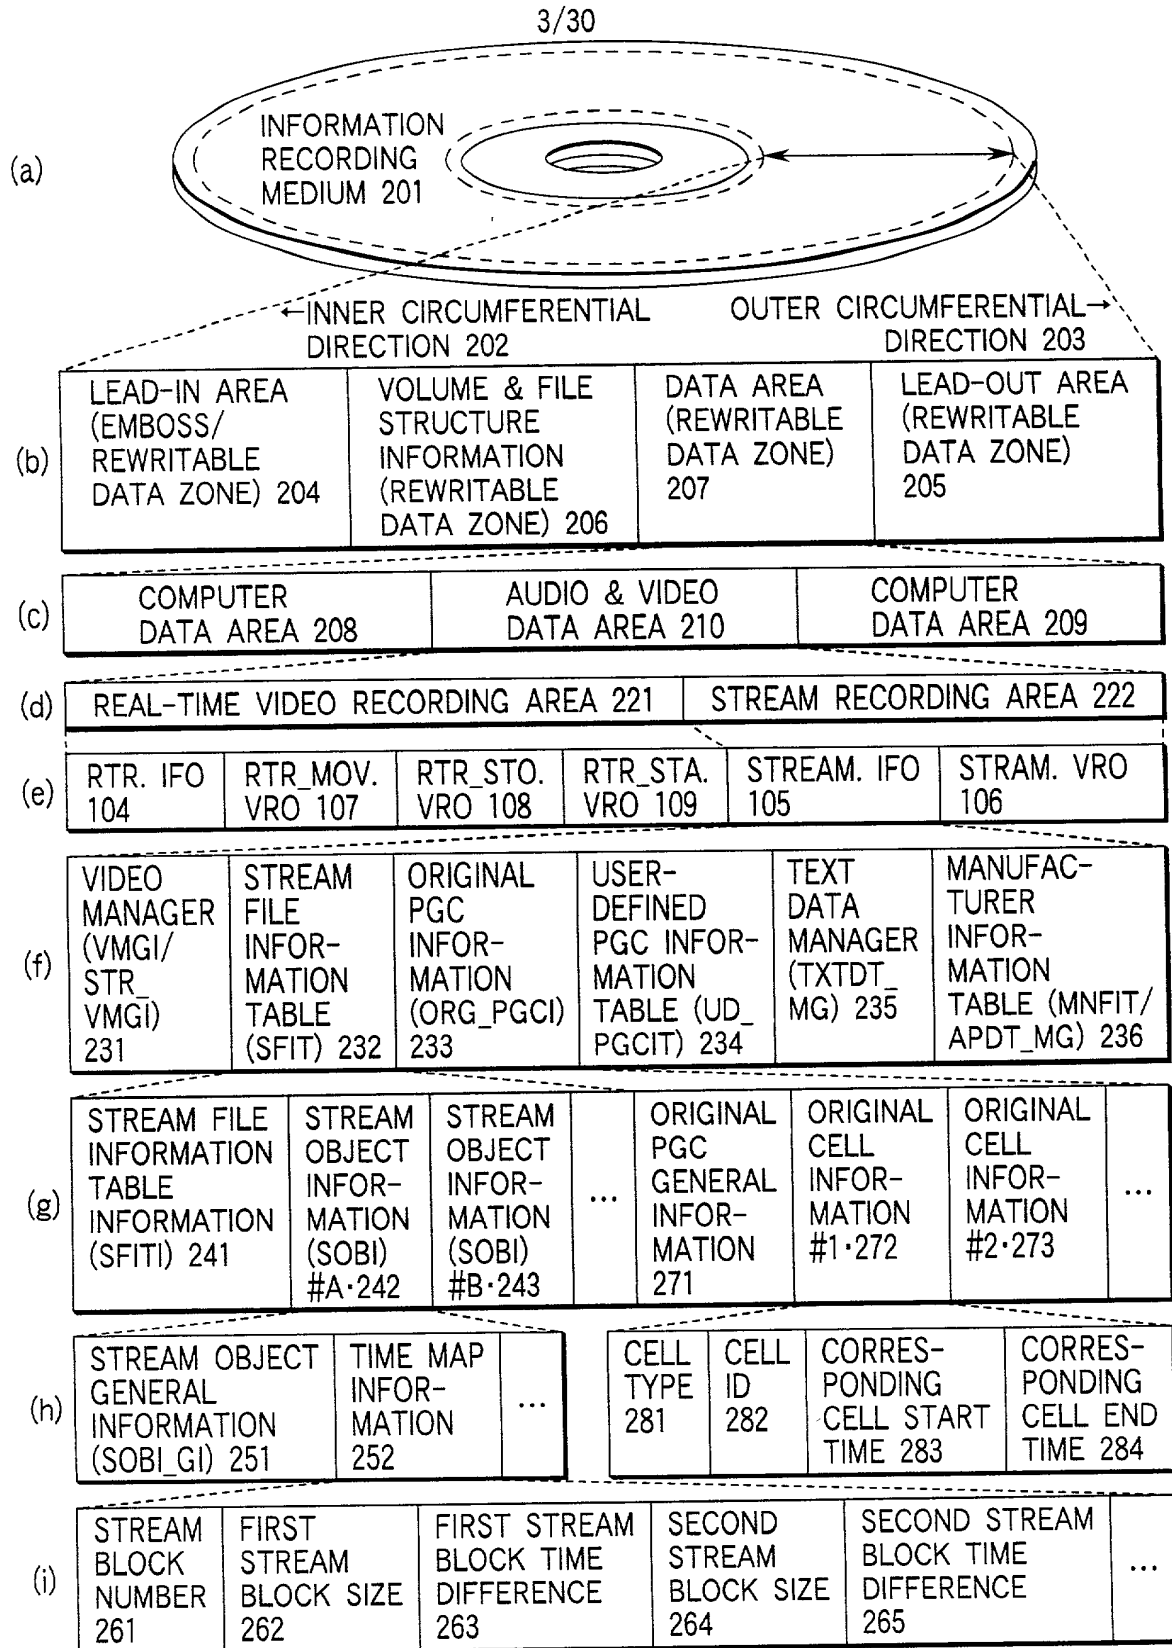 3/30
(a)
INFORMATION
RECORDING
MEDIUM 201
←INNER CIRCUMFERENTIAL
DIRECTION 202
OUTER CIRCUMFERENTIAL→
DIRECTION 203
(b)
LEAD-IN AREA
(EMBOSS/
REWRITABLE
DATA ZONE) 204
VOLUME & FILE
STRUCTURE
INFORMATION
(REWRITABLE
DATA ZONE) 206
DATA AREA
(REWRITABLE
DATA ZONE)
207
LEAD-OUT AREA
(REWRITABLE
DATA ZONE)
205
(c)
COMPUTER
DATA AREA 208
AUDIO & VIDEO
DATA AREA 210
COMPUTER
DATA AREA 209
(d)
REAL-TIME VIDEO RECORDING AREA 221
STREAM RECORDING AREA 222
(e)
RTR. IFO
104
RTR_MOV.
VRO 107
RTR_STO.
VRO 108
RTR_STA.
VRO 109
STREAM. IFO
105
STRAM. VRO
106
(f)
VIDEO
MANAGER
(VMGI/
STR_
VMGI)
231
STREAM
FILE
INFOR-
MATION
TABLE
(SFIT) 232
ORIGINAL
PGC
INFOR-
MATION
(ORG_PGCI)
233
USER-
DEFINED
PGC INFOR-
MATION
TABLE (UD_
PGCIT) 234
TEXT
DATA
MANAGER
(TXTDT_
MG) 235
MANUFAC-
TURER
INFOR-
MATION
TABLE (MNFIT/
APDT_MG) 236
(g)
STREAM FILE
INFORMATION
TABLE
INFORMATION
(SFITI) 241
STREAM
OBJECT
INFOR-
MATION
(SOBI)
#A·242
STREAM
OBJECT
INFOR-
MATION
(SOBI)
#B·243
...
ORIGINAL
PGC
GENERAL
INFOR-
MATION
271
ORIGINAL
CELL
INFOR-
MATION
#1·272
ORIGINAL
CELL
INFOR-
MATION
#2·273
...
(h)
STREAM OBJECT
GENERAL
INFORMATION
(SOBI_GI) 251
TIME MAP
INFOR-
MATION
252
...
CELL
TYPE
281
CELL
ID
282
CORRES-
PONDING
CELL START
TIME 283
CORRES-
PONDING
CELL END
TIME 284
(i)
STREAM
BLOCK
NUMBER
261
FIRST
STREAM
BLOCK SIZE
262
FIRST STREAM
BLOCK TIME
DIFFERENCE
263
SECOND
STREAM
BLOCK SIZE
264
SECOND STREAM
BLOCK TIME
DIFFERENCE
265
...